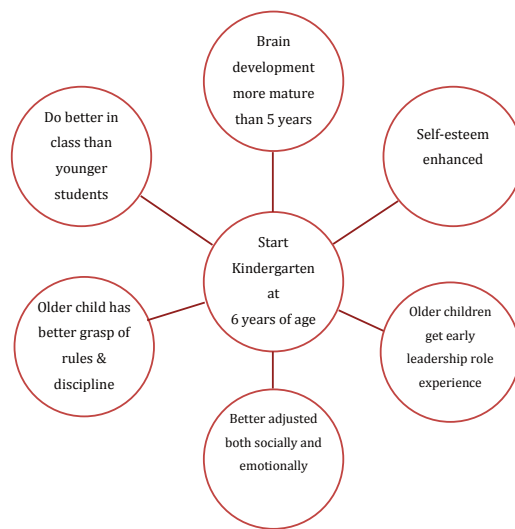 Brain
development
more mature
than 5 years
Do better in
class than
younger
students
Self-esteem
enhanced
Start
Kindergarten
at
6 years of age
Older child has
better grasp of
rules &
discipline
Older children
get early
leadership role
experience
Better adjusted
both socially and
emotionally